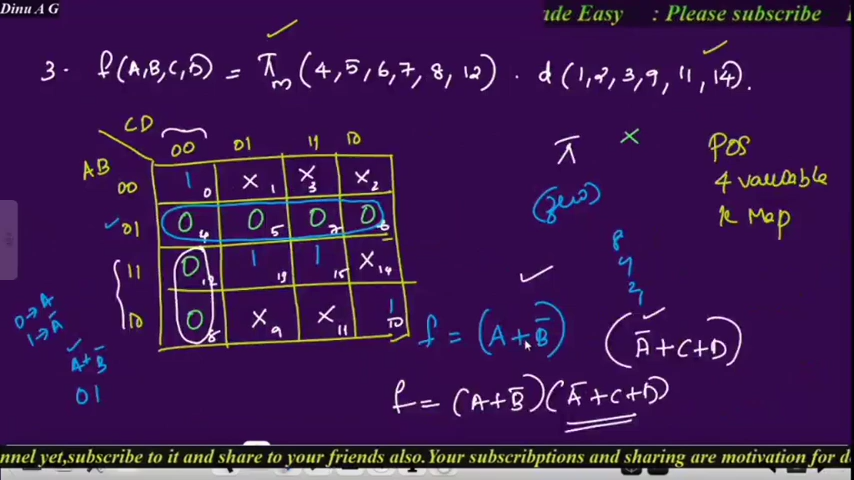 Dinu A G
ude Easy : Please subscribe
3. f(A,B,C,D) = π m (4,5,6,7,8,12) . d(1,2,3,9,11,14).
CD
AB 00 01 11 10
00 1 0 X 1 X 3 X 2
01 0 4 0 5 0 7 0 6
11 0 12 1 13 1 15 X 14
10 0 8 X 9 X 11 1 10
π X
(zero)
POS
4 variable
K Map
8
4
2
0→A
1→A̅
A+B̅
01
f = (A+B̅) (A̅+C+D)
f = (A+B̅)(A̅+C+D)
nnel yet,subscribe to it and share to your friends also.Your subscribptions and sharing are motivation for